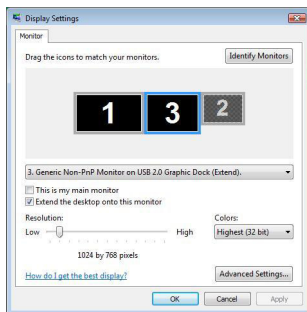 Display Settings
Monitor
Drag the icons to match your monitors.
Identify Monitors
1
3
2
3. Generic Non-PnP Monitor on USB 2.0 Graphic Dock (Extend).
This is my main monitor
Extend the desktop onto this monitor
Resolution:
Colors:
Low
High
Highest (32 bit)
1024 by 768 pixels
How do I get the best display?
Advanced Settings...
OK
Cancel
Apply